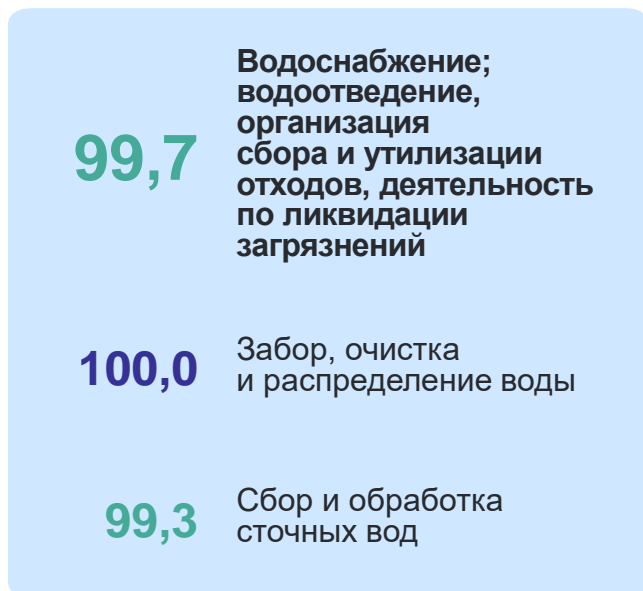 99,7
Водоснабжение;
водоотведение,
организация
сбора и утилизации
отходов, деятельность
по ликвидации
загрязнений
100,0
Забор, очистка
и распределение воды
99,3
Сбор и обработка
сточных вод